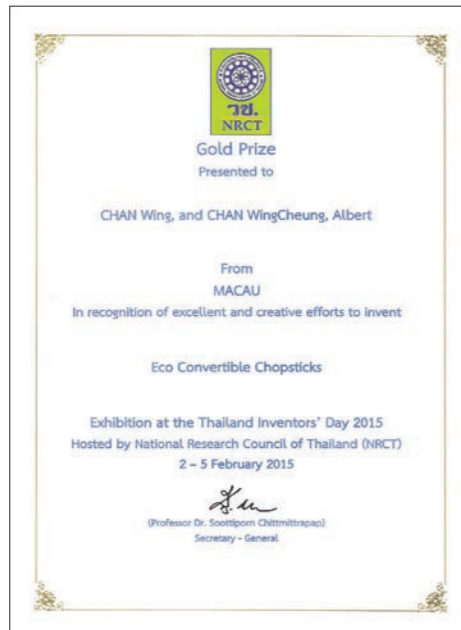 วช.
NRCT
Gold Prize
Presented to
CHAN Wing, and CHAN WingCheung, Albert
From
MACAU
In recognition of excellent and creative efforts to invent
Eco Convertible Chopsticks
Exhibition at the Thailand Inventors' Day 2015
Hosted by National Research Council of Thailand (NRCT)
2 – 5 February 2015
(Professor Dr. Soottiporn Chittmittrapap)
Secretary - General